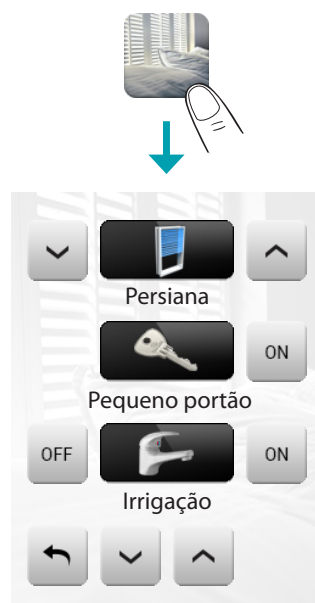 Persiana
ON
Pequeno portão
OFF
ON
Irrigação